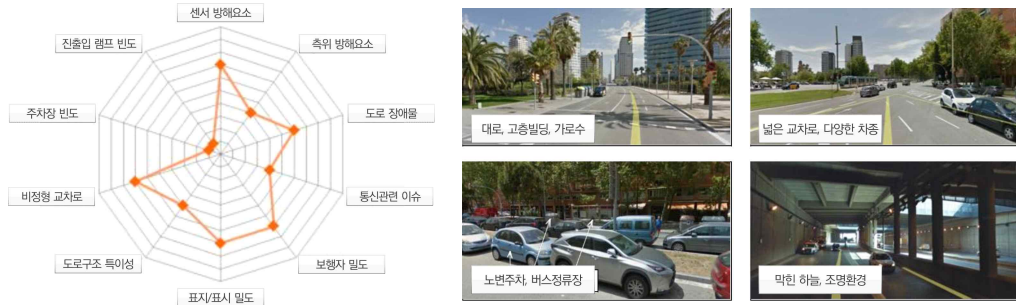 센서 방해요소
진출입 램프 빈도
측위 방해요소
주차장 빈도
도로 장애물
비정형 교차로
통신관련 이슈
도로구조 특이성
보행자 밀도
표지/표시 밀도
대로, 고층빌딩, 가로수
넓은 교차로, 다양한 차종
노변주차, 버스정류장
막힌 하늘, 조명환경